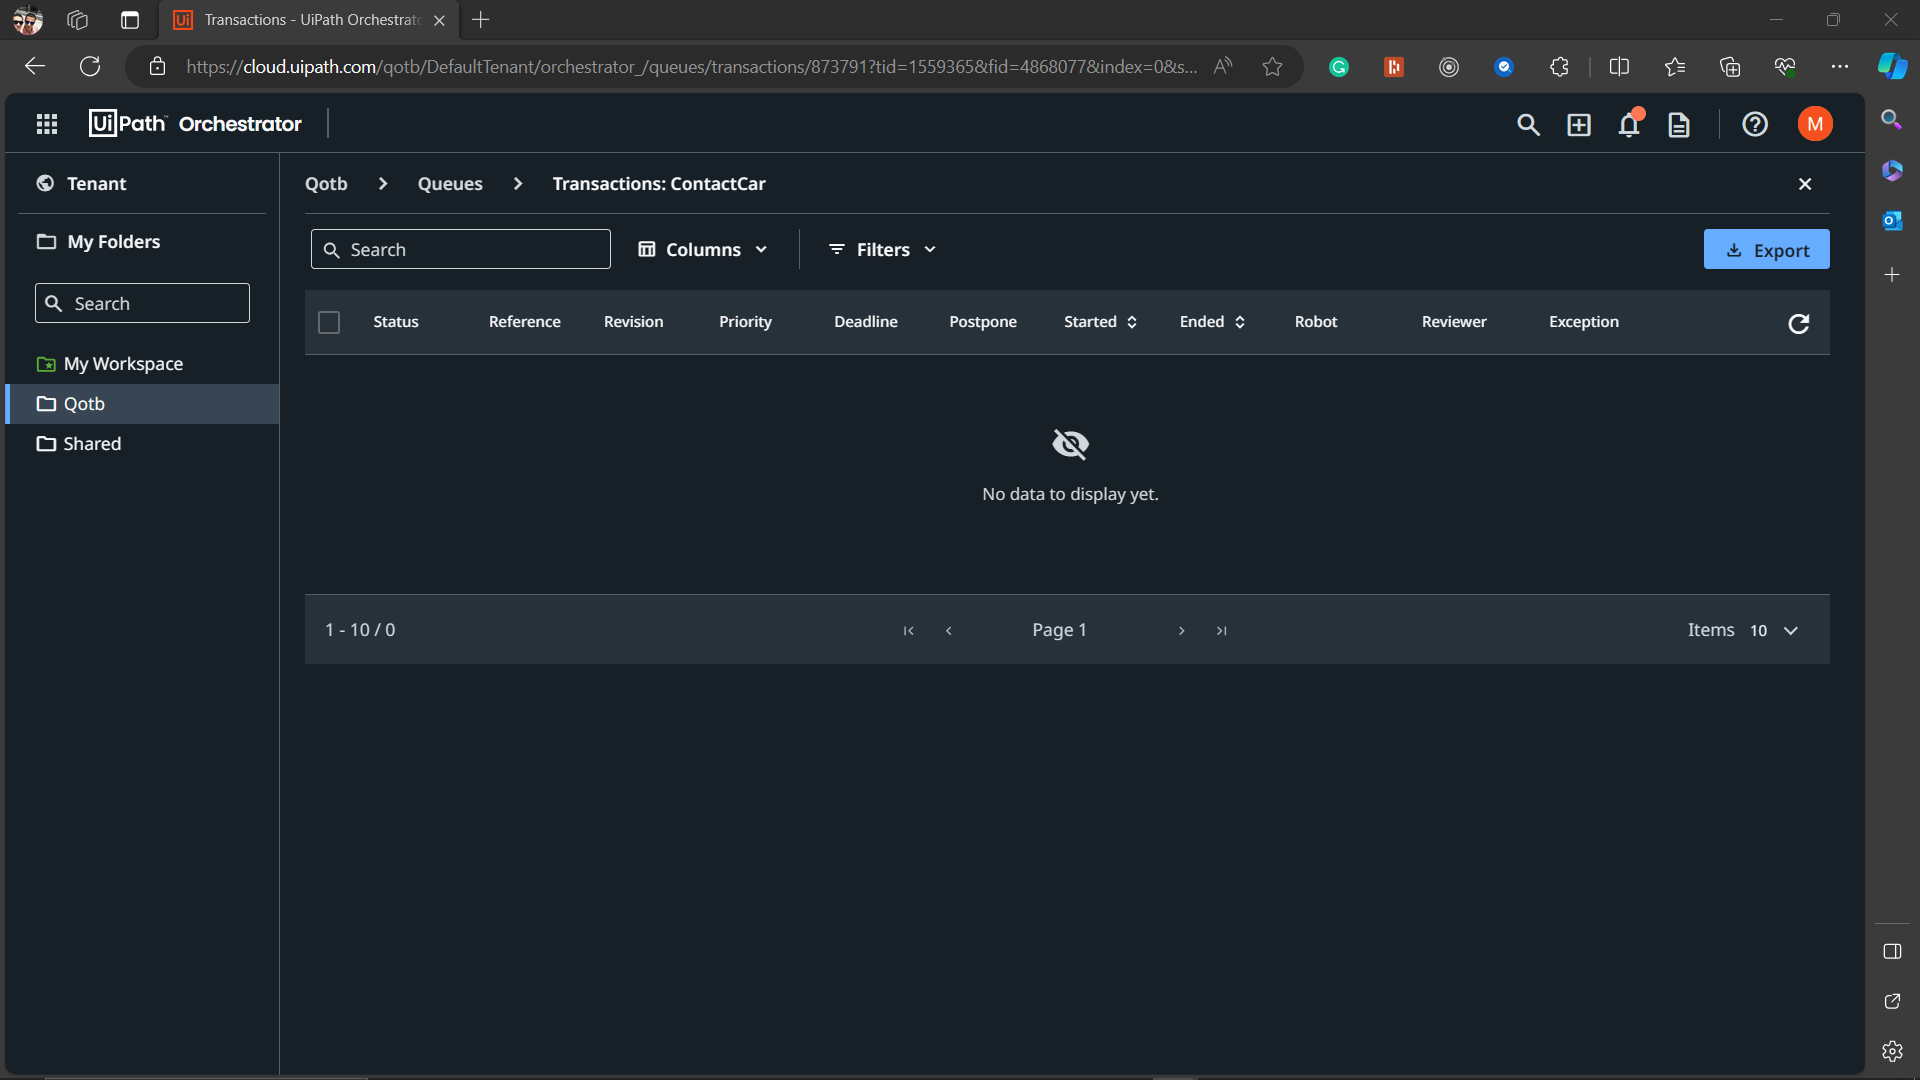 Transactions - UiPath Orchestrato
https://cloud.uipath.com/qotb/DefaultTenant/orchestrator_/queues/transactions/873791?tid=1559365&fid=4868077&index=0&s...
UiPath™ Orchestrator
M
Tenant
Qotb > Queues > Transactions: ContactCar
My Folders
Search
Columns
Filters
Export
Search
Status Reference Revision Priority Deadline Postpone Started Ended Robot Reviewer Exception
My Workspace
Qotb
Shared
No data to display yet.
1 - 10 / 0
Page 1
Items 10